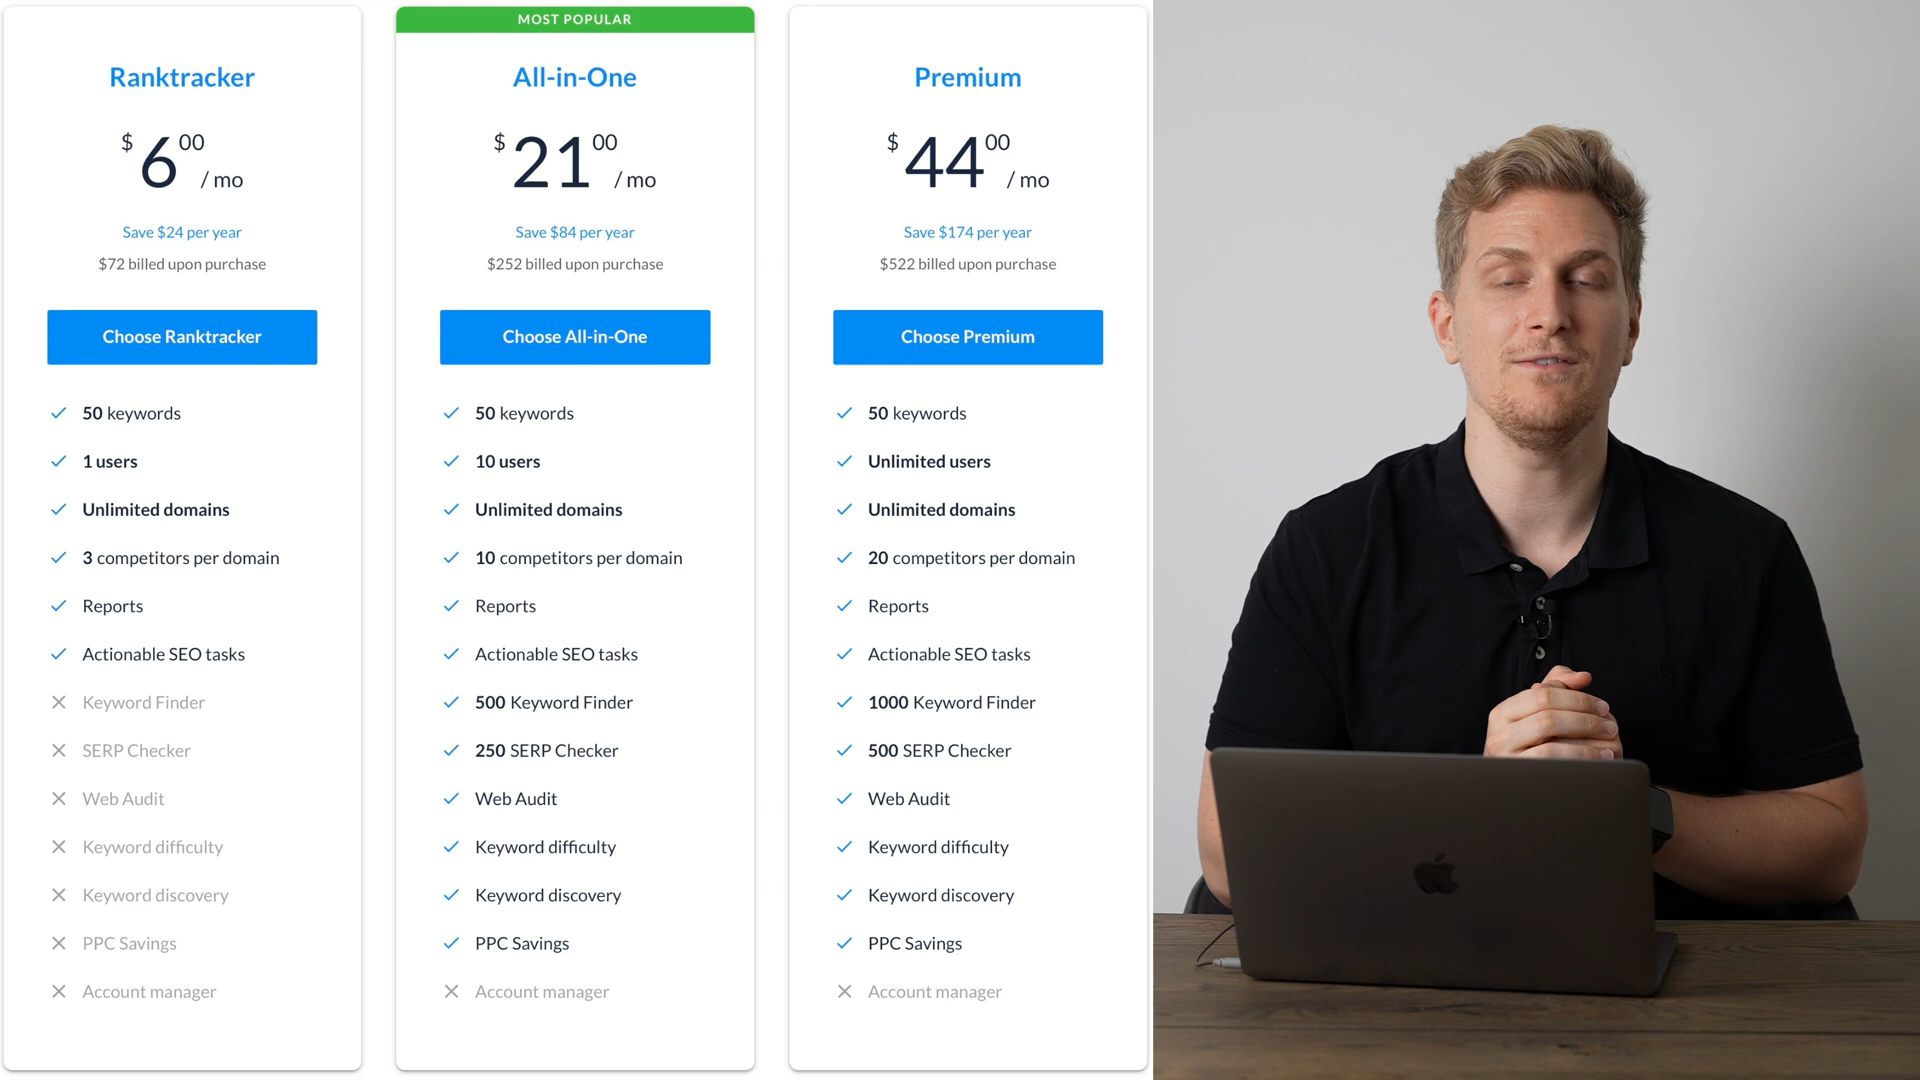 Ranktracker
$ 6 00 / mo
Save $24 per year
$72 billed upon purchase
Choose Ranktracker
50 keywords
1 users
Unlimited domains
3 competitors per domain
Reports
Actionable SEO tasks
Keyword Finder
SERP Checker
Web Audit
Keyword difficulty
Keyword discovery
PPC Savings
Account manager
MOST POPULAR
All-in-One
$ 21 00 / mo
Save $84 per year
$252 billed upon purchase
Choose All-in-One
50 keywords
10 users
Unlimited domains
10 competitors per domain
Reports
Actionable SEO tasks
500 Keyword Finder
250 SERP Checker
Web Audit
Keyword difficulty
Keyword discovery
PPC Savings
Account manager
Premium
$ 44 00 / mo
Save $174 per year
$522 billed upon purchase
Choose Premium
50 keywords
Unlimited users
Unlimited domains
20 competitors per domain
Reports
Actionable SEO tasks
1000 Keyword Finder
500 SERP Checker
Web Audit
Keyword difficulty
Keyword discovery
PPC Savings
Account manager